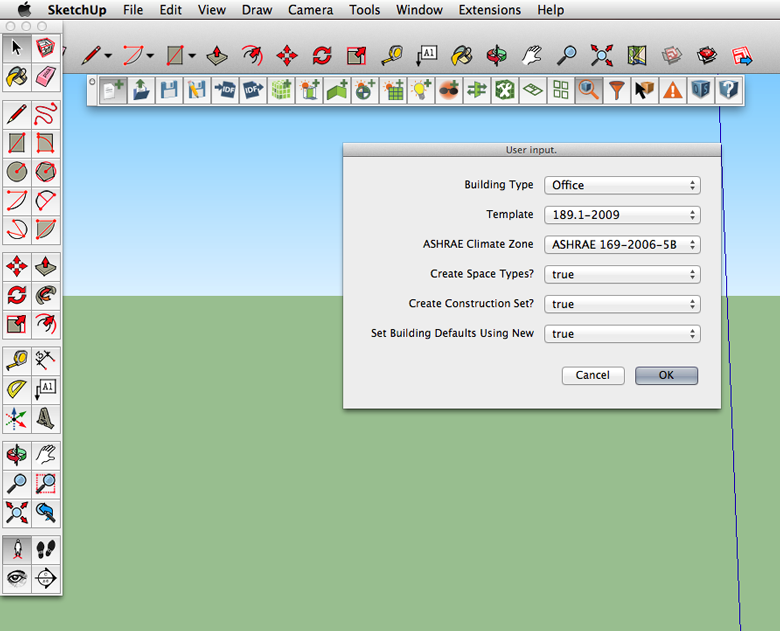 SketchUp File Edit View Draw Camera Tools Window Extensions Help
A1
IDF IDF
User input.
Building Type Office
Template 189.1-2009
ASHRAE Climate Zone ASHRAE 169-2006-5B
Create Space Types? true
Create Construction Set? true
Set Building Defaults Using New true
Cancel OK
A1